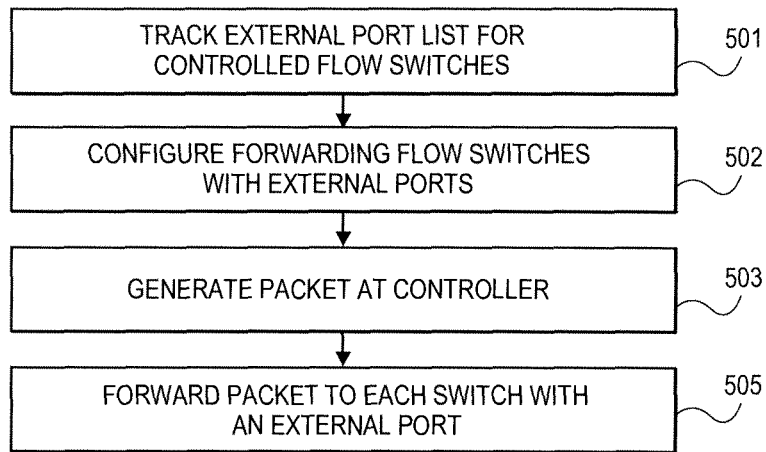 TRACK EXTERNAL PORT LIST FOR
CONTROLLED FLOW SWITCHES
501
CONFIGURE FORWARDING FLOW SWITCHES
WITH EXTERNAL PORTS
502
GENERATE PACKET AT CONTROLLER
503
FORWARD PACKET TO EACH SWITCH WITH
AN EXTERNAL PORT
505